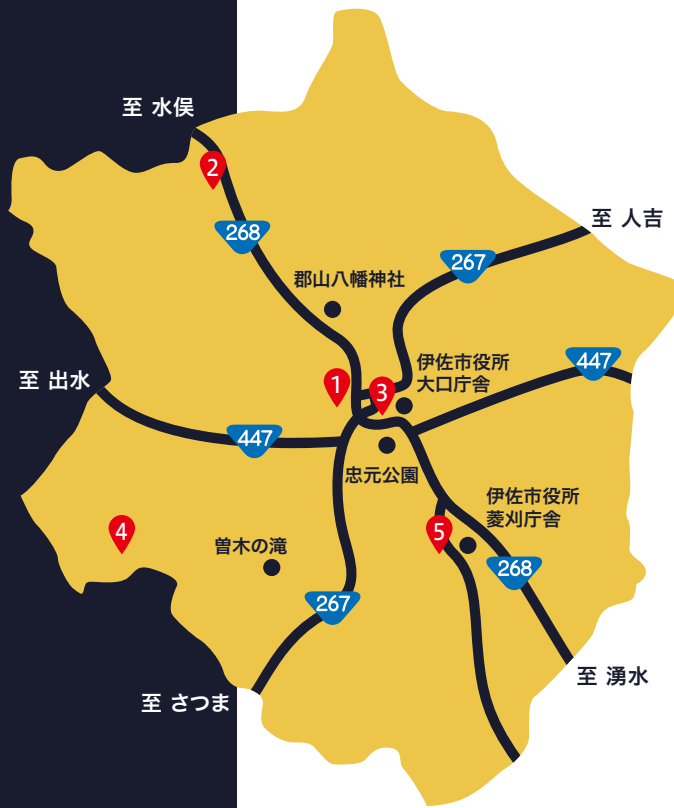 至 水俣
2
至 人吉
268
267
郡山八幡神社
447
伊佐市役所
大口庁舎
至 出水
1
3
447
忠元公園
伊佐市役所
菱刈庁舎
4
5
曽木の滝
268
267
至 湧水
至 さつま